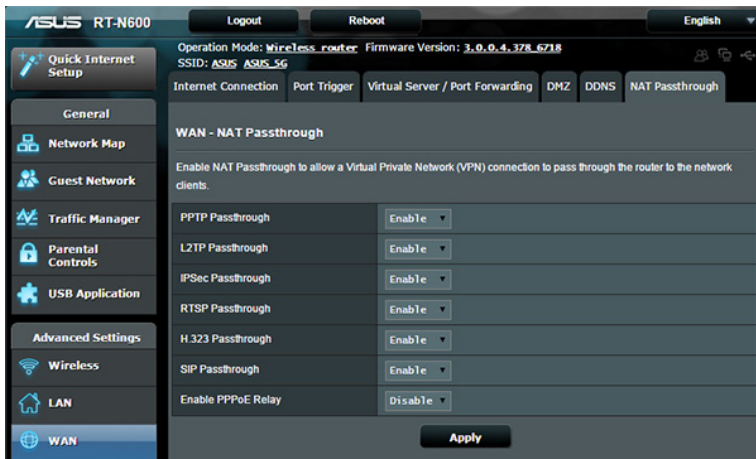 ASUS RT-N600
Logout
Reboot
English
Quick Internet
Setup
Operation Mode: Wireless router Firmware Version: 3.0.0.4.378_6718
SSID: ASUS ASUS_5G
Internet Connection
Port Trigger
Virtual Server / Port Forwarding
DMZ
DDNS
NAT Passthrough
General
Network Map
Guest Network
Traffic Manager
Parental
Controls
USB Application
Advanced Settings
Wireless
LAN
WAN
WAN - NAT Passthrough
Enable NAT Passthrough to allow a Virtual Private Network (VPN) connection to pass through the router to the network
clients.
PPTP Passthrough Enable
L2TP Passthrough Enable
IPSec Passthrough Enable
RTSP Passthrough Enable
H.323 Passthrough Enable
SIP Passthrough Enable
Enable PPPoE Relay Disable
Apply